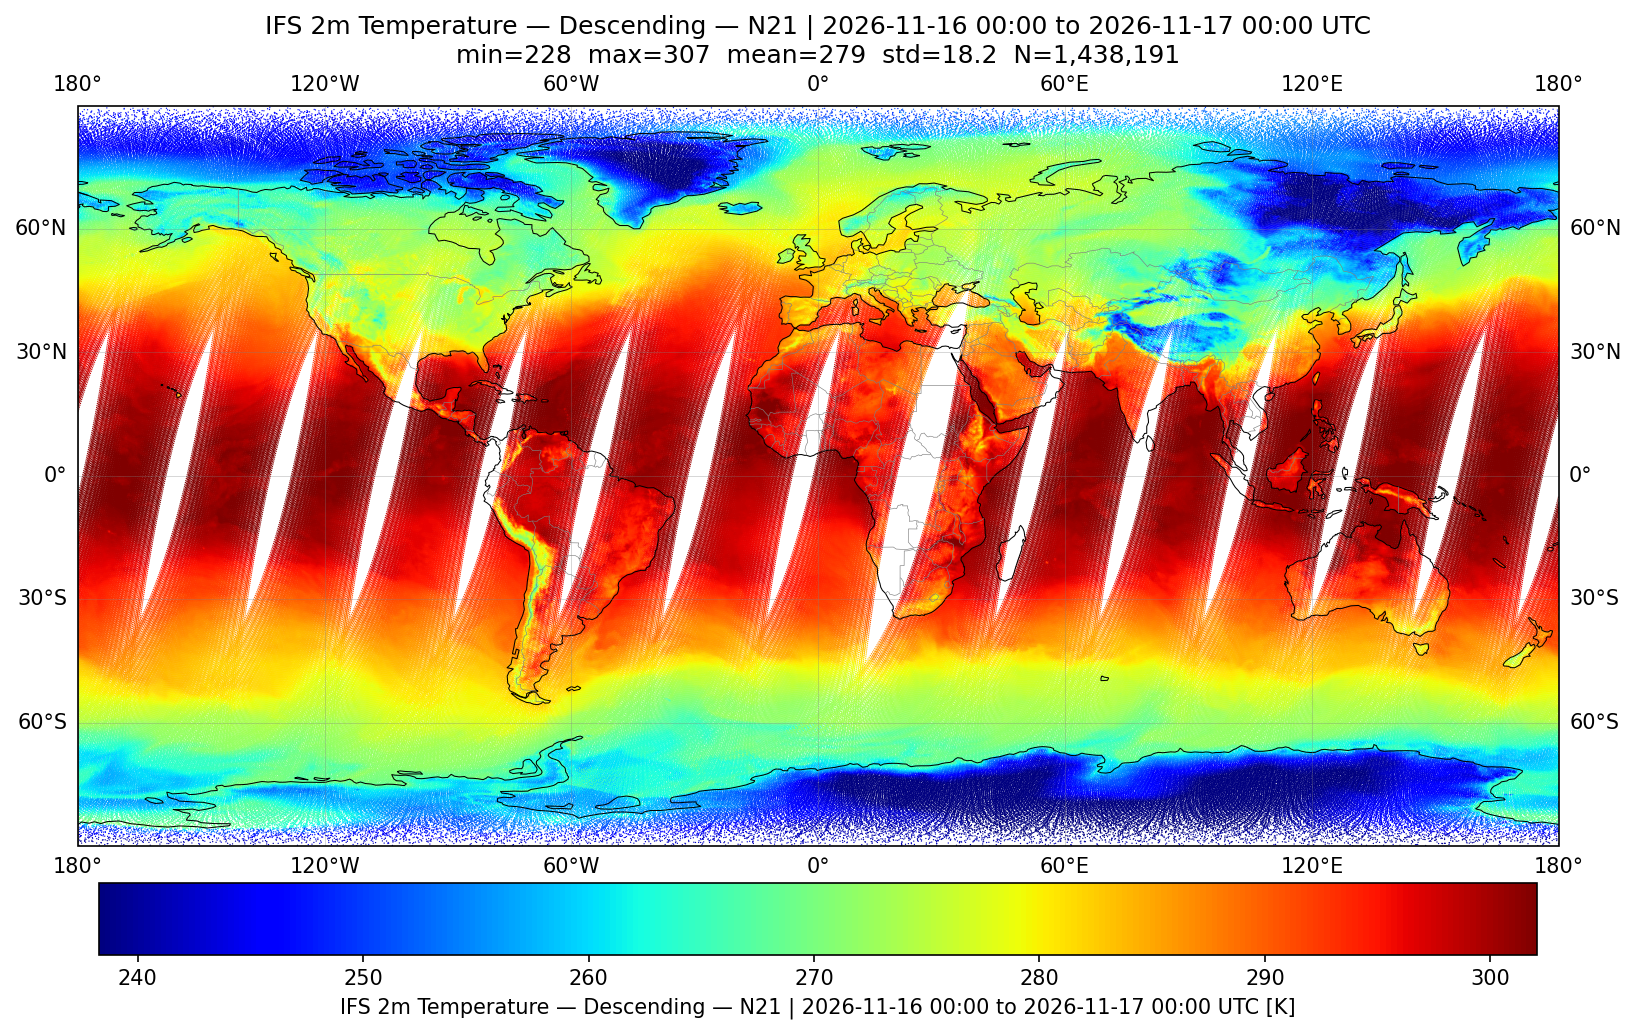 IFS 2m Temperature — Descending — N21 | 2026-11-16 00:00 to 2026-11-17 00:00 UTC
min=228  max=307  mean=279  std=18.2  N=1,438,191
180° 120°W 60°W 0° 60°E 120°E 180°
60°N 60°N
30°N 30°N
0° 0°
30°S 30°S
60°S 60°S
180° 120°W 60°W 0° 60°E 120°E 180°
240 250 260 270 280 290 300
IFS 2m Temperature — Descending — N21 | 2026-11-16 00:00 to 2026-11-17 00:00 UTC [K]